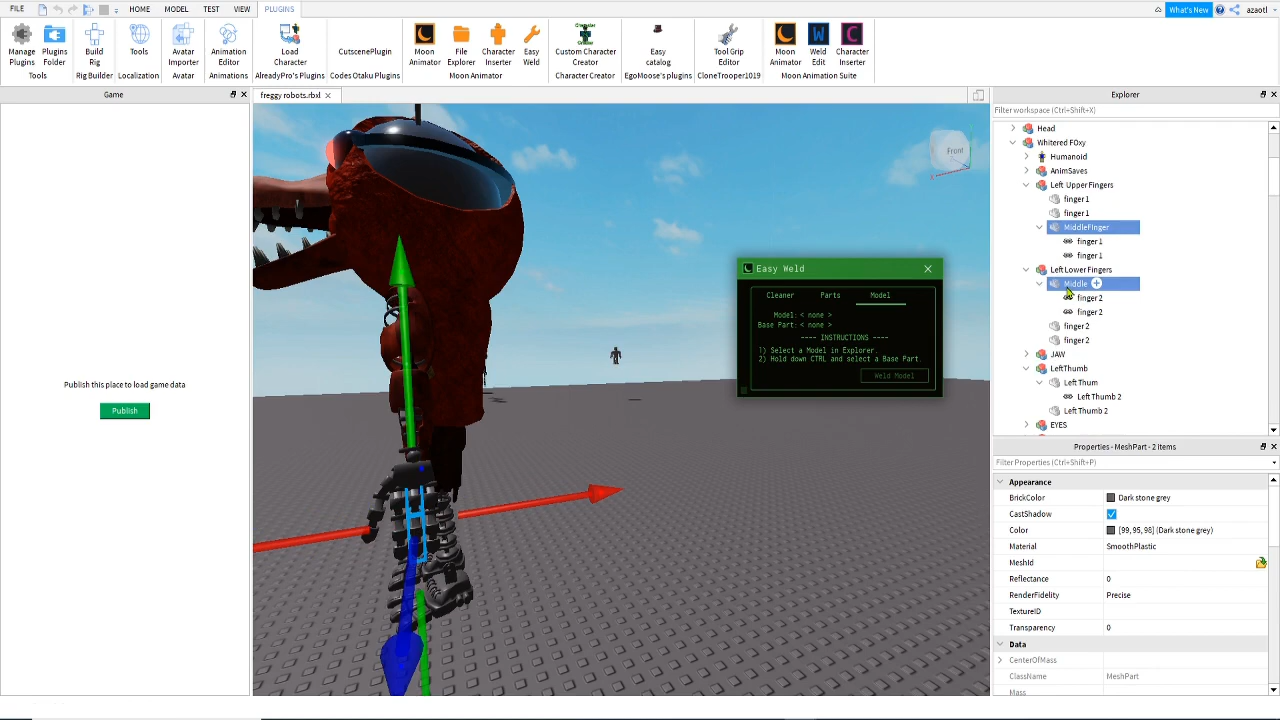 FILE HOME MODEL TEST VIEW PLUGINS What's New azaotl
Manage Plugins Plugins Folder Build Rig Tools Avatar Importer Animation Editor Load Character CutscenePlugin Moon Animator File Explorer Character Inserter Easy Weld Custom Character Creator Easy catalog Tool Grip Editor Moon Animator Weld Edit Character Inserter
Tools Rig Builder Localization Avatar Animations AlreadyPro's Plugins Codes Otaku Plugins Moon Animator Character Creator EgoMoose's plugins CloneTrooper1019 Moon Animation Suite
Game
Publish this place to load game data
Publish
freggy robots.rbxl
Front
X
Easy Weld
Cleaner Parts Model
Model: < none >
Base Part: < none >
---- INSTRUCTIONS ----
1) Select a Model in Explorer.
2) Hold down CTRL and select a Base Part.
Weld Model
Explorer
Filter workspace (Ctrl+Shift+X)
Head
Whitered FOxy
Humanoid
AnimSaves
Left Upper Fingers
finger 1
finger 1
MiddleFInger
finger 1
finger 1
Left Lower Fingers
Middle
finger 2
finger 2
finger 2
finger 2
JAW
LeftThumb
Left Thum
Left Thumb 2
Left Thumb 2
EYES
Properties - MeshPart - 2 items
Filter Properties (Ctrl+Shift+P)
Appearance
BrickColor Dark stone grey
CastShadow
Color [99, 95, 98] (Dark stone grey)
Material SmoothPlastic
MeshId
Reflectance 0
RenderFidelity Precise
TextureID
Transparency 0
Data
CenterOfMass
ClassName MeshPart
Mass